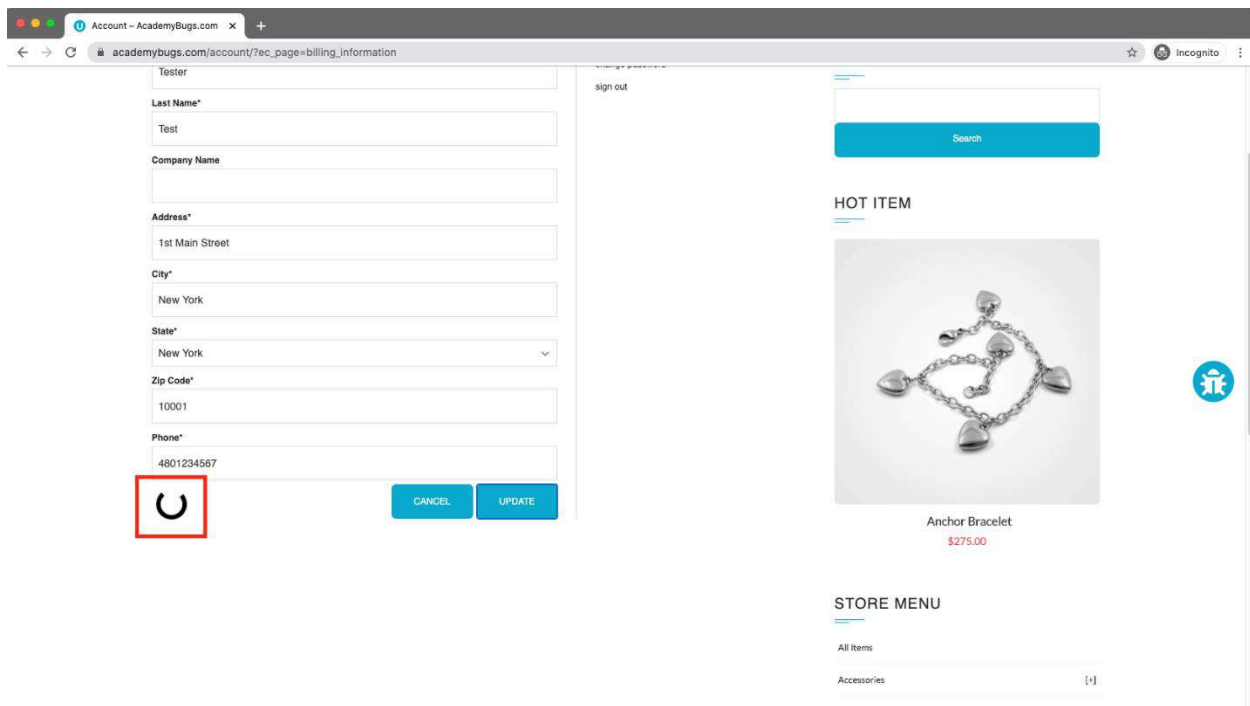 Account – AcademyBugs.com
academybugs.com/account/?ec_page=billing_information
Incognito
Tester
Last Name*
Test
Company Name
Address*
1st Main Street
City*
New York
State*
New York
Zip Code*
10001
Phone*
4801234567
CANCEL UPDATE
sign out
Search
HOT ITEM
Anchor Bracelet
$275.00
STORE MENU
All Items
Accessories [+]